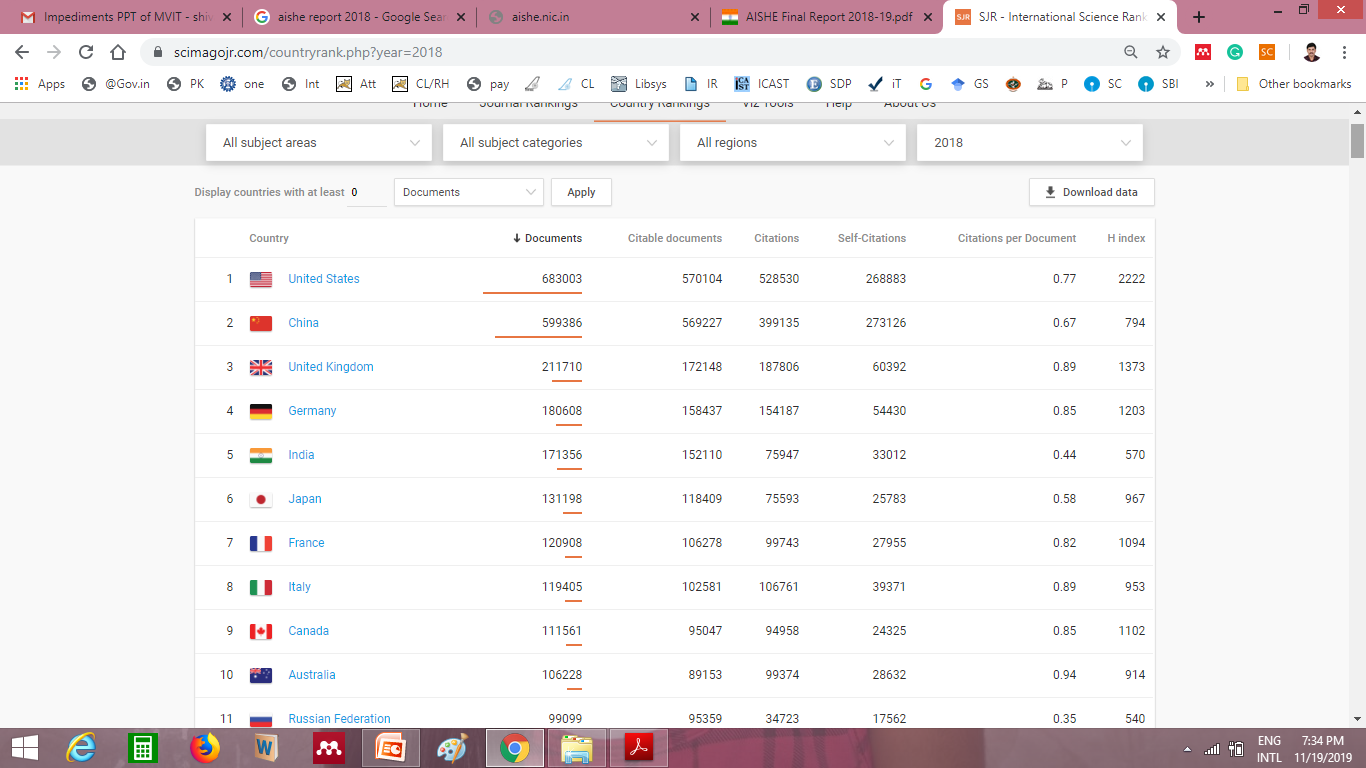 Impediments PPT of MVIT - shiv
aishe report 2018 - Google Sear
aishe.nic.in
AISHE Final Report 2018-19.pdf
SJR SJR - International Science Rank
scimagojr.com/countryrank.php?year=2018
SC
Apps @Gov.in PK one Int Att CL/RH pay CL Libsys IR ICAST SDP iT GS P SC SBI » Other bookmarks
Home Journal Rankings Country Rankings Viz Tools Help About Us
All subject areas All subject categories All regions 2018
Display countries with at least 0 Documents Apply Download data
Country Documents Citable documents Citations Self-Citations Citations per Document H index
1 United States 683003 570104 528530 268883 0.77 2222
2 China 599386 569227 399135 273126 0.67 794
3 United Kingdom 211710 172148 187806 60392 0.89 1373
4 Germany 180608 158437 154187 54430 0.85 1203
5 India 171356 152110 75947 33012 0.44 570
6 Japan 131198 118409 75593 25783 0.58 967
7 France 120908 106278 99743 27955 0.82 1094
8 Italy 119405 102581 106761 39371 0.89 953
9 Canada 111561 95047 94958 24325 0.85 1102
10 Australia 106228 89153 99374 28632 0.94 914
11 Russian Federation 99099 95359 34723 17562 0.35 540
ENG 7:34 PM
INTL 11/19/2019